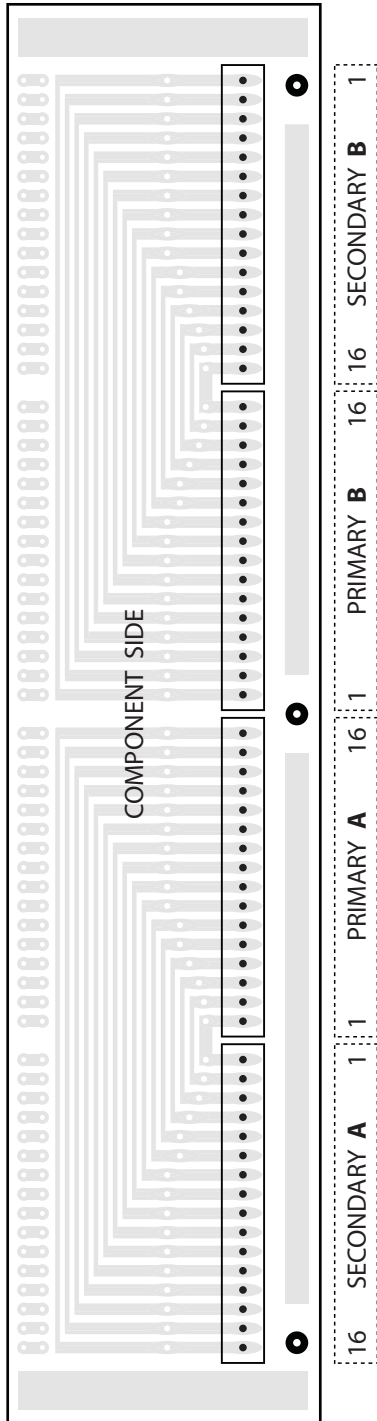 COMPONENT SIDE
16 SECONDARY A 1
1 PRIMARY A 16
1 PRIMARY B 16
16 SECONDARY B 1